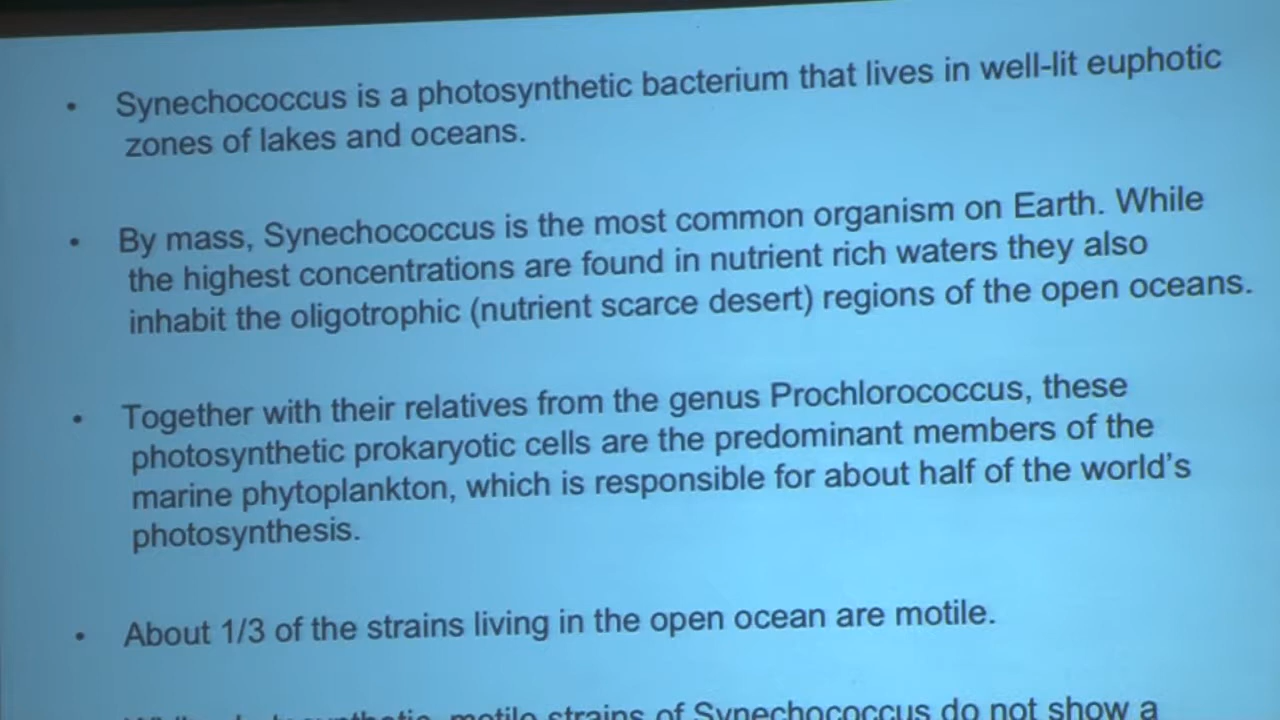 • Synechococcus is a photosynthetic bacterium that lives in well-lit euphotic
zones of lakes and oceans.
• By mass, Synechococcus is the most common organism on Earth. While
the highest concentrations are found in nutrient rich waters they also
inhabit the oligotrophic (nutrient scarce desert) regions of the open oceans.
• Together with their relatives from the genus Prochlorococcus, these
photosynthetic prokaryotic cells are the predominant members of the
marine phytoplankton, which is responsible for about half of the world's
photosynthesis.
• About 1/3 of the strains living in the open ocean are motile.
motile strains of Synechococcus do not show a